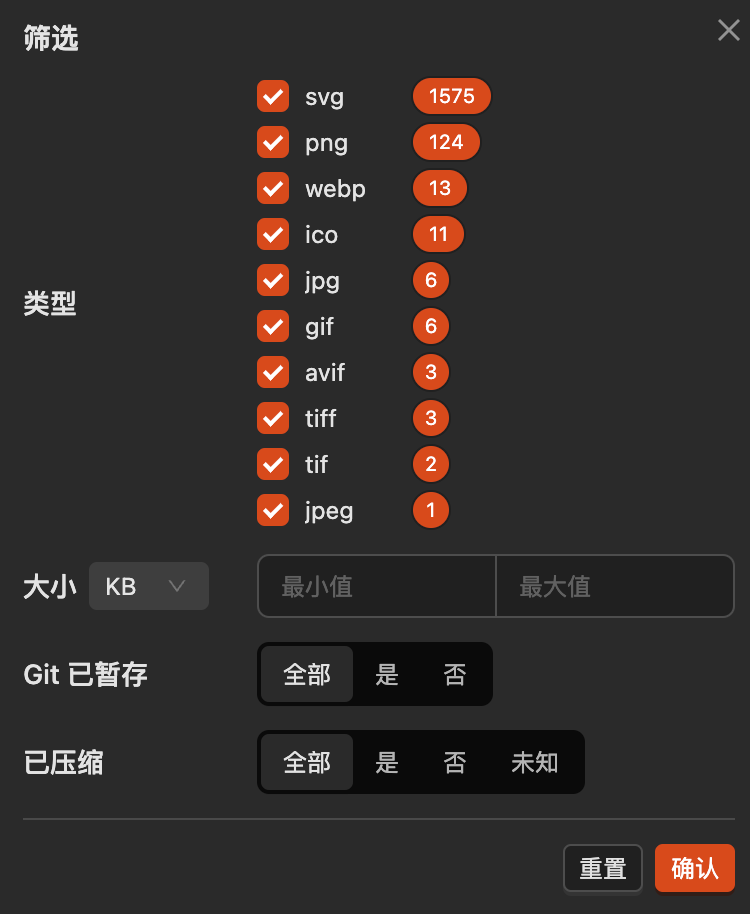 筛选
类型
svg 1575
png 124
webp 13
ico 11
jpg 6
gif 6
avif 3
tiff 3
tif 2
jpeg 1
大小 KB 最小值 最大值
Git 已暂存 全部 是 否
已压缩 全部 是 否 未知
重置 确认